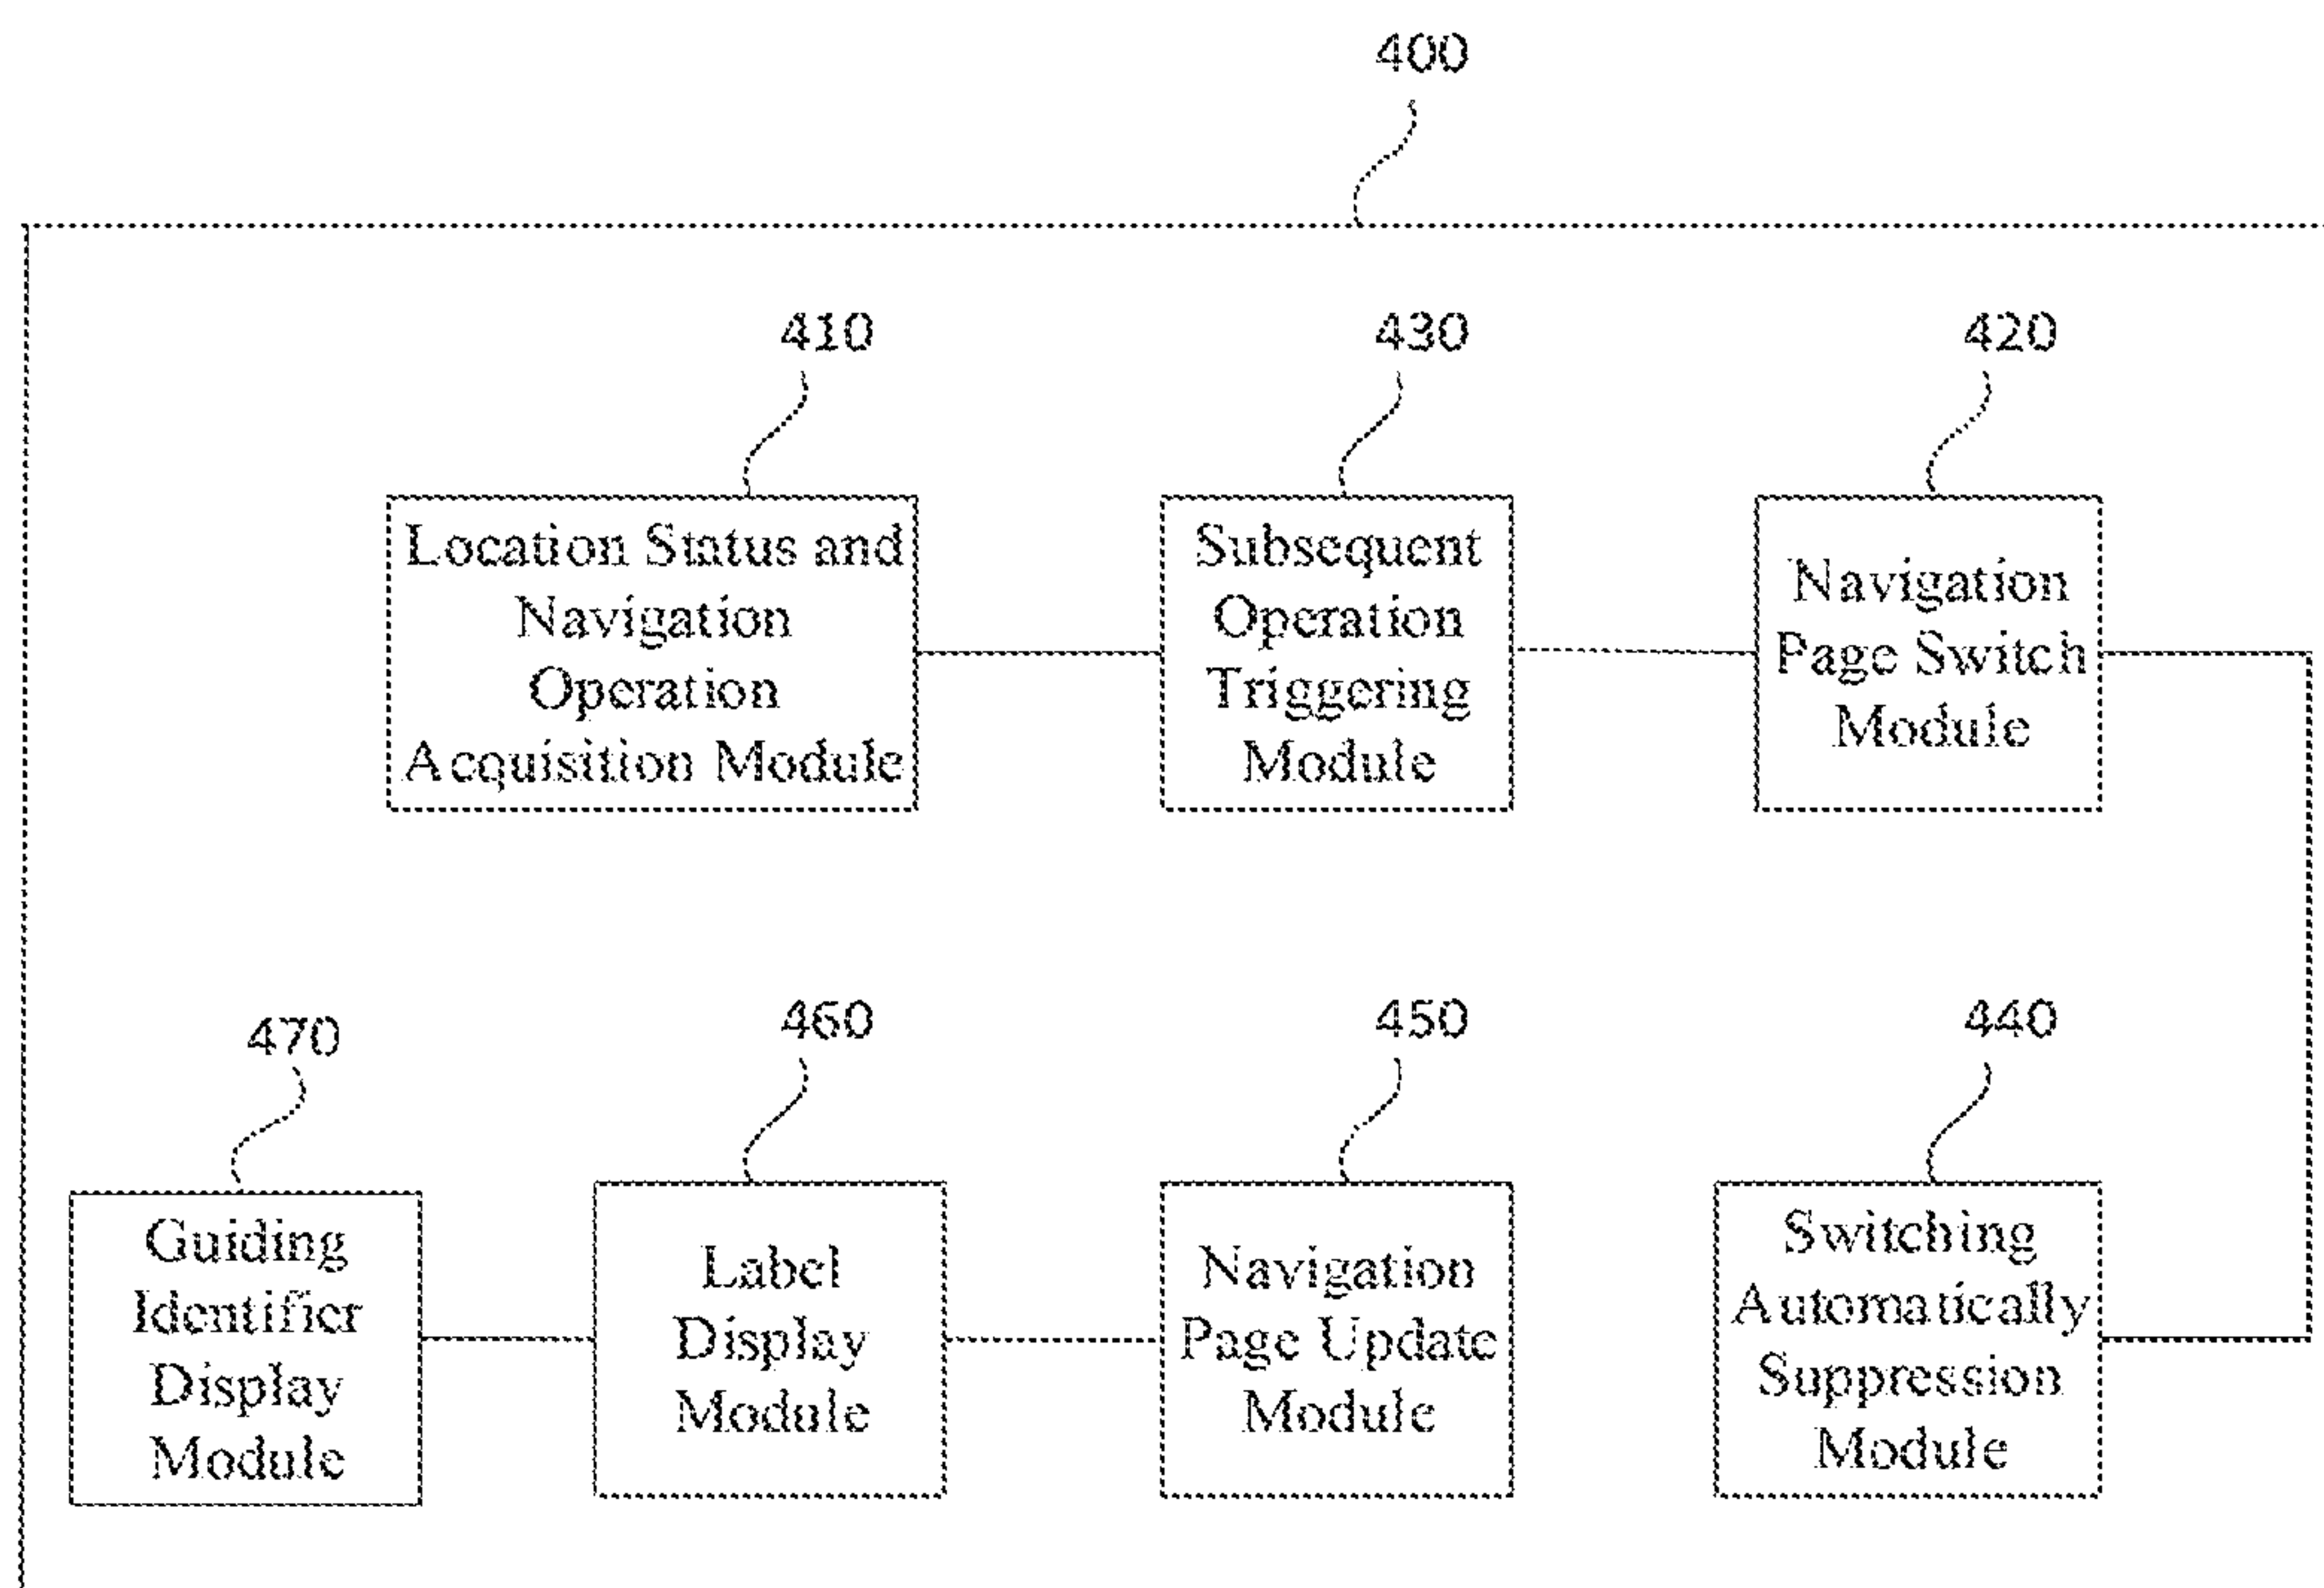 400
410
430
420
Location Status and
Navigation
Operation
Acquisition Module
Subsequent
Operation
Triggering
Module
Navigation
Page Switch
Module
470
460
450
440
Guiding
Identifier
Display
Module
Label
Display
Module
Navigation
Page Update
Module
Switching
Automatically
Suppression
Module